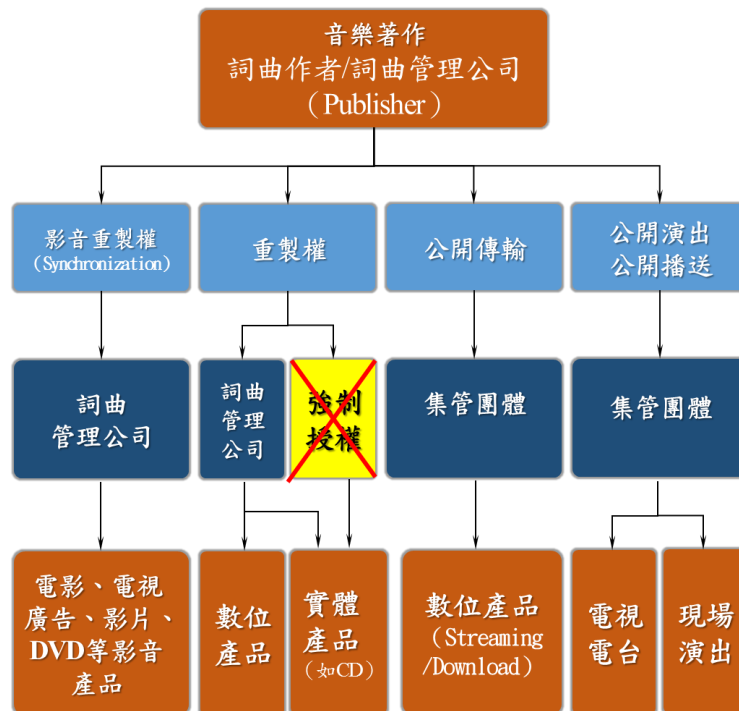 音樂著作
詞曲作者/詞曲管理公司
（Publisher）
影音重製權
（Synchronization）
重製權
公開傳輸
公開演出
公開播送
詞曲
管理公司
詞曲
管理
公司
強制
授權
集管團體
集管團體
電影、電視
廣告、影片、
DVD等影音
產品
數位
產品
實體
產品
（如CD）
數位產品
（Streaming
/Download）
電視
電台
現場
演出